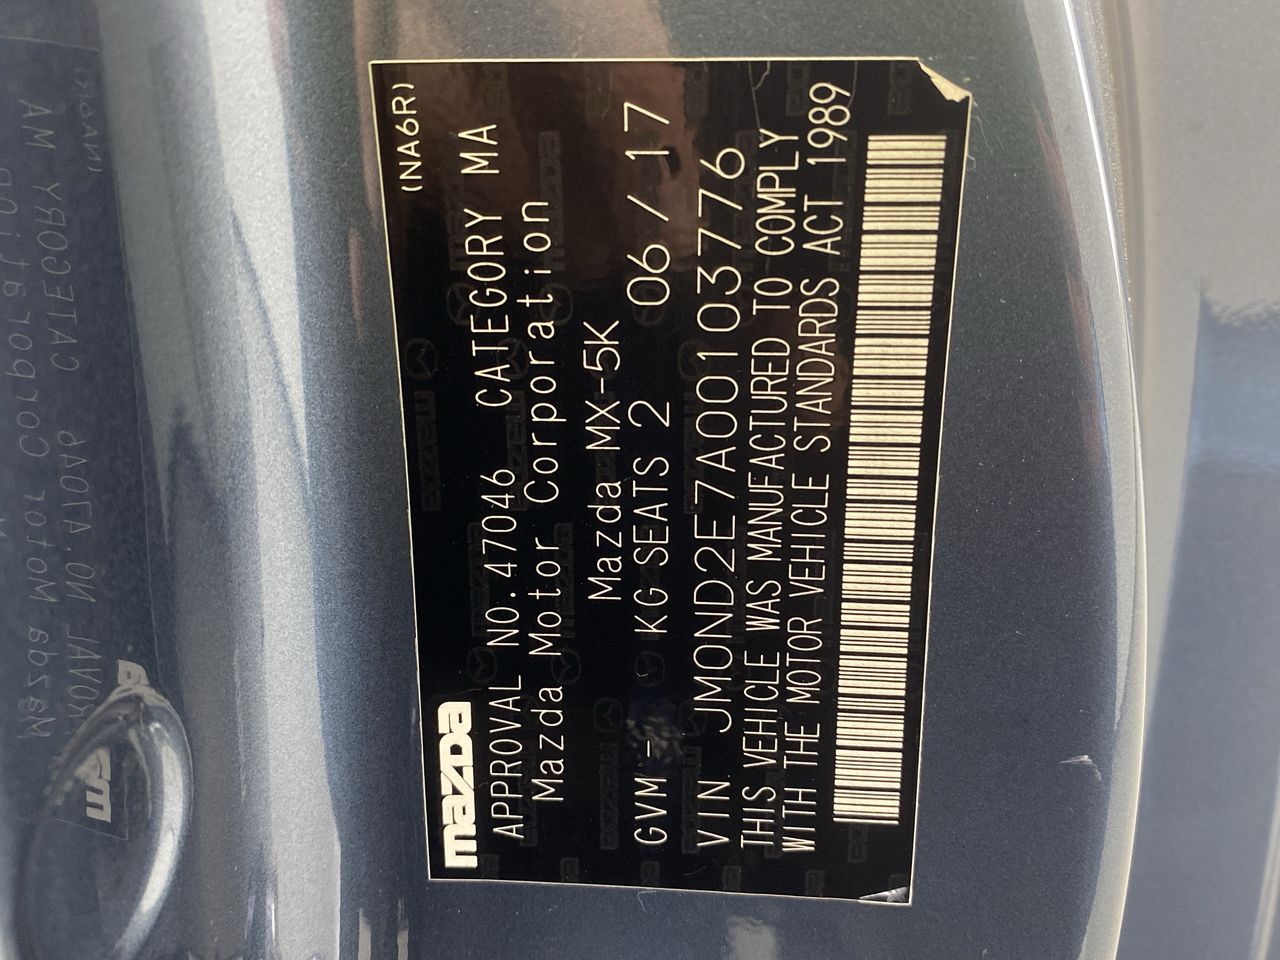 mazda
(NA6R)
APPROVAL NO.47046 CATEGORY MA
Mazda Motor Corporation
Mazda MX-5K
GVM - KG SEATS 2 06/17
VIN JM0ND2E7A00103776
THIS VEHICLE WAS MANUFACTURED TO COMPLY
WITH THE MOTOR VEHICLE STANDARDS ACT 1989